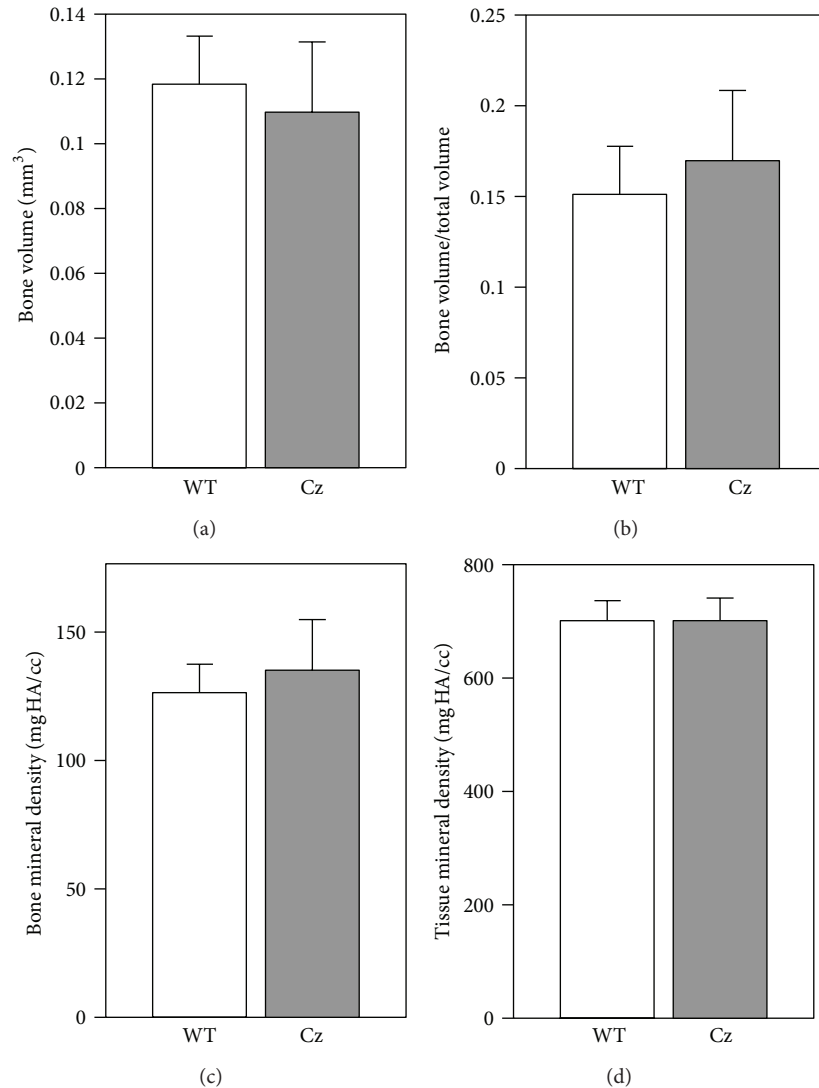 Bone volume (mm³)
0.14
0.12
0.1
0.08
0.06
0.04
0.02
0
WT
Cz
(a)
Bone volume/total volume
0.25
0.2
0.15
0.1
0.05
0
WT
Cz
(b)
Bone mineral density (mg HA/cc)
150
100
50
0
WT
Cz
(c)
Tissue mineral density (mg HA/cc)
800
600
400
200
0
WT
Cz
(d)